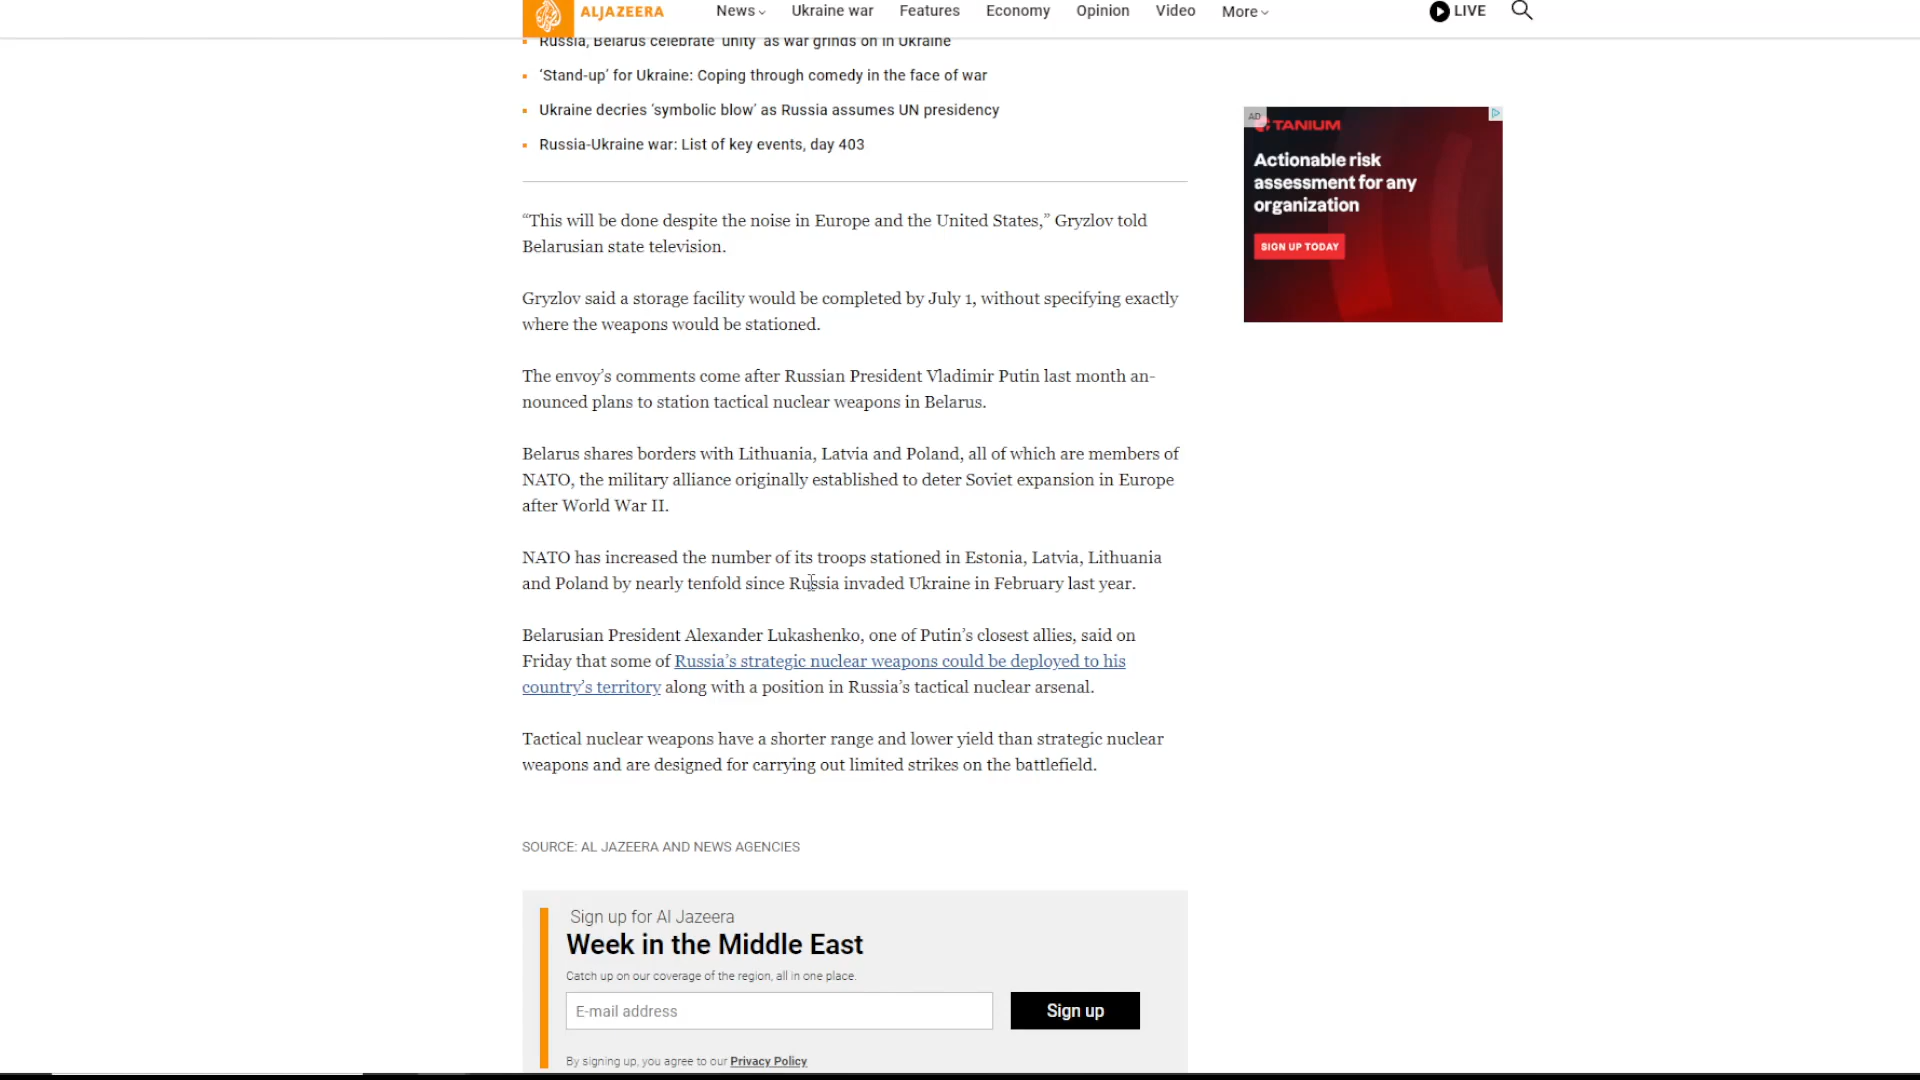 ALJAZEERA News Ukraine war Features Economy Opinion Video More LIVE
Russia, Belarus celebrate ‘unity’ as war grinds on in Ukraine
‘Stand-up’ for Ukraine: Coping through comedy in the face of war
Ukraine decries ‘symbolic blow’ as Russia assumes UN presidency
Russia-Ukraine war: List of key events, day 403
AD
TANIUM
Actionable risk
assessment for any
organization
SIGN UP TODAY
“This will be done despite the noise in Europe and the United States,” Gryzlov told
Belarusian state television.
Gryzlov said a storage facility would be completed by July 1, without specifying exactly
where the weapons would be stationed.
The envoy’s comments come after Russian President Vladimir Putin last month an-
nounced plans to station tactical nuclear weapons in Belarus.
Belarus shares borders with Lithuania, Latvia and Poland, all of which are members of
NATO, the military alliance originally established to deter Soviet expansion in Europe
after World War II.
NATO has increased the number of its troops stationed in Estonia, Latvia, Lithuania
and Poland by nearly tenfold since Russia invaded Ukraine in February last year.
Belarusian President Alexander Lukashenko, one of Putin’s closest allies, said on
Friday that some of Russia’s strategic nuclear weapons could be deployed to his
country’s territory along with a position in Russia’s tactical nuclear arsenal.
Tactical nuclear weapons have a shorter range and lower yield than strategic nuclear
weapons and are designed for carrying out limited strikes on the battlefield.
SOURCE: AL JAZEERA AND NEWS AGENCIES
Sign up for Al Jazeera
Week in the Middle East
Catch up on our coverage of the region, all in one place.
E-mail address
Sign up
By signing up, you agree to our Privacy Policy